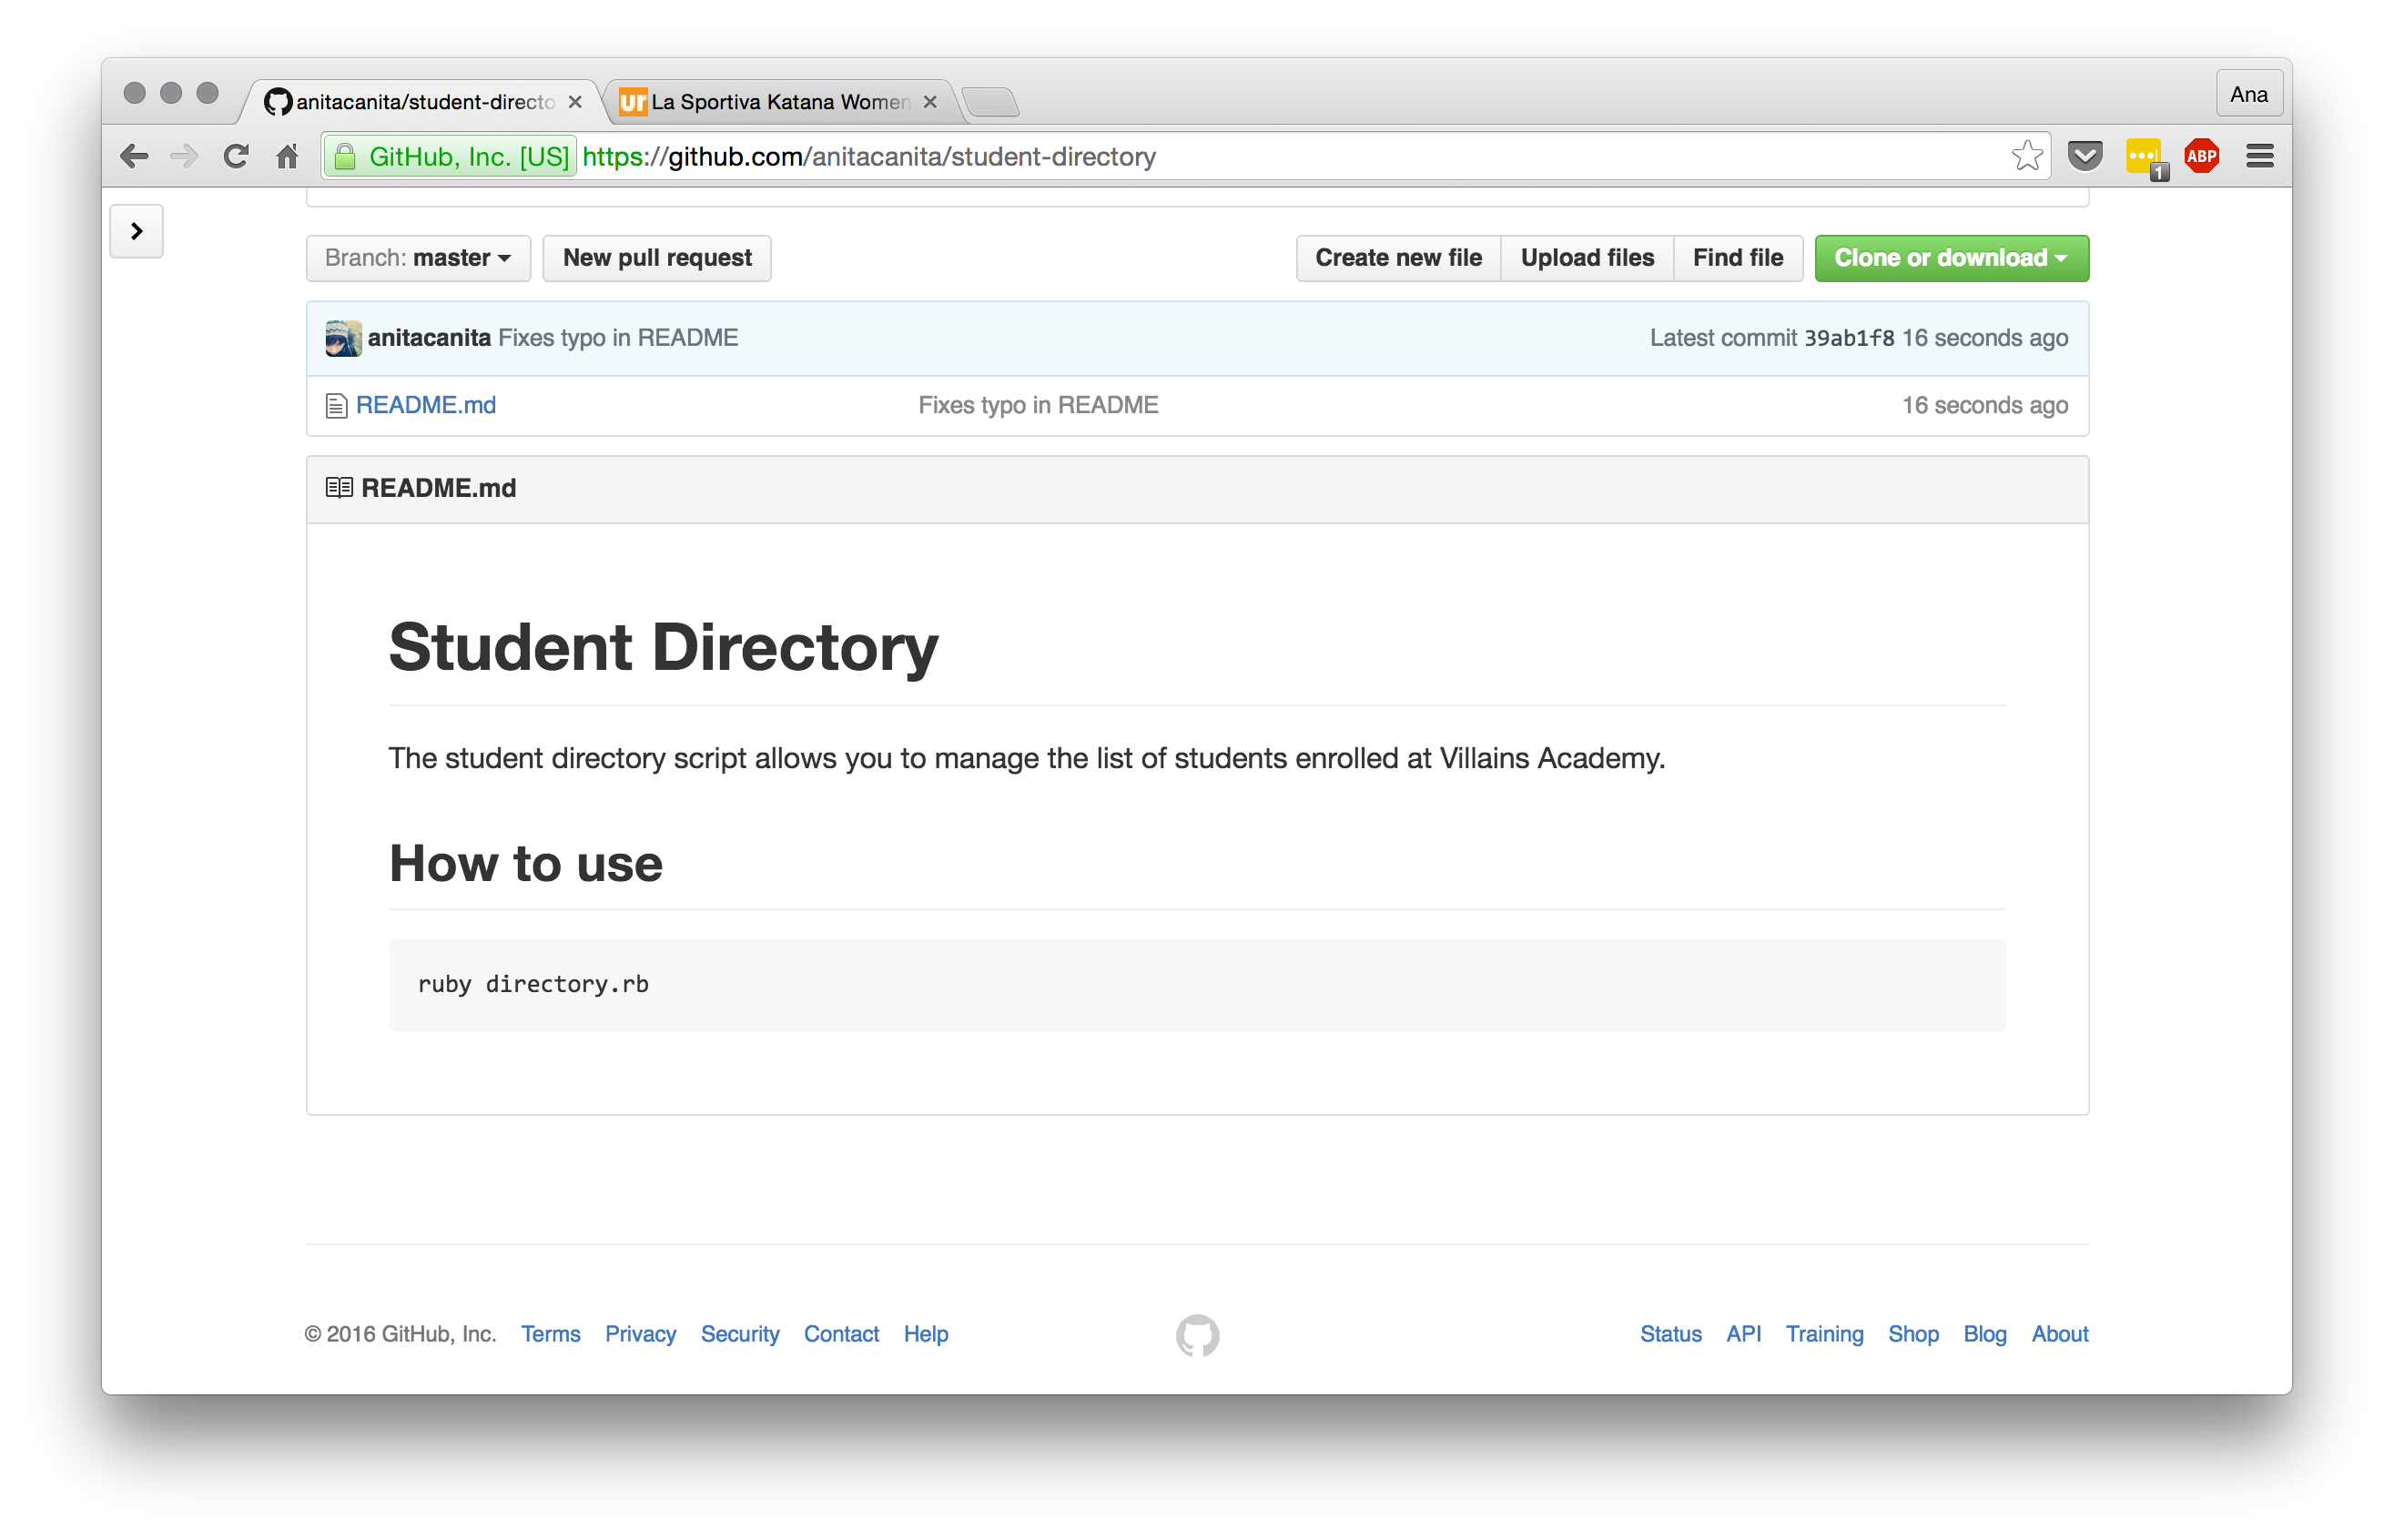 anitacanita/student-directo
ur La Sportiva Katana Women
Ana
GitHub, Inc. [US] https://github.com/anitacanita/student-directory
1
ABP
Branch: master New pull request Create new file Upload files Find file Clone or download
anitacanita Fixes typo in README Latest commit 39ab1f8 16 seconds ago
README.md Fixes typo in README 16 seconds ago
README.md
Student Directory
The student directory script allows you to manage the list of students enrolled at Villains Academy.
How to use
ruby directory.rb
© 2016 GitHub, Inc. Terms Privacy Security Contact Help Status API Training Shop Blog About